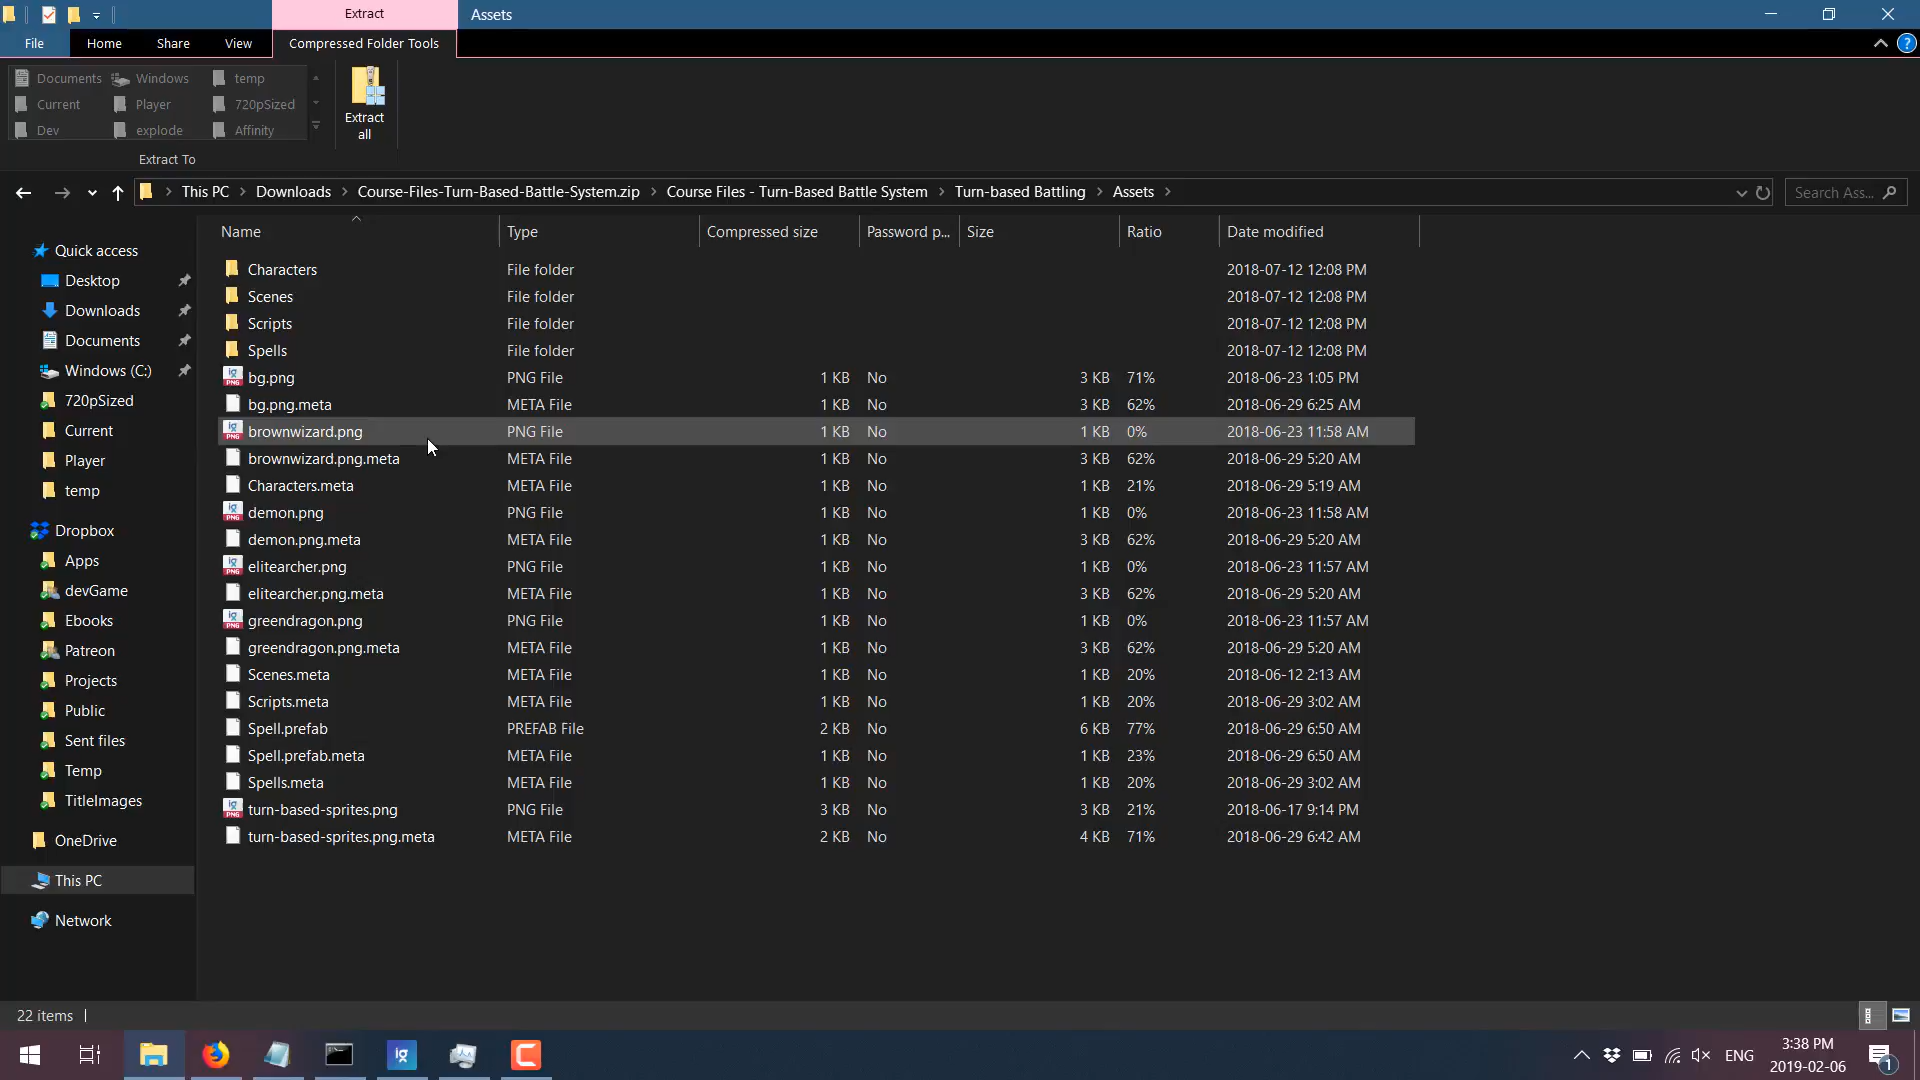 Extract
Assets
File
Home
Share
View
Compressed Folder Tools
Documents
Windows
temp
Current
Player
720pSized
Dev
explode
Affinity
Extract To
Extract
all
This PC
Downloads
Course-Files-Turn-Based-Battle-System.zip
Course Files - Turn-Based Battle System
Turn-based Battling
Assets
Search Ass...
Name
Type
Compressed size
Password p...
Size
Ratio
Date modified
Quick access
Desktop
Downloads
Documents
Windows (C:)
720pSized
Current
Player
temp
Dropbox
Apps
devGame
Ebooks
Patreon
Projects
Public
Sent files
Temp
TitleImages
OneDrive
This PC
Network
Characters File folder 2018-07-12 12:08 PM
Scenes File folder 2018-07-12 12:08 PM
Scripts File folder 2018-07-12 12:08 PM
Spells File folder 2018-07-12 12:08 PM
bg.png PNG File 1 KB No 3 KB 71% 2018-06-23 1:05 PM
bg.png.meta META File 1 KB No 3 KB 62% 2018-06-29 6:25 AM
brownwizard.png PNG File 1 KB No 1 KB 0% 2018-06-23 11:58 AM
brownwizard.png.meta META File 1 KB No 3 KB 62% 2018-06-29 5:20 AM
Characters.meta META File 1 KB No 1 KB 21% 2018-06-29 5:19 AM
demon.png PNG File 1 KB No 1 KB 0% 2018-06-23 11:58 AM
demon.png.meta META File 1 KB No 3 KB 62% 2018-06-29 5:20 AM
elitearcher.png PNG File 1 KB No 1 KB 0% 2018-06-23 11:57 AM
elitearcher.png.meta META File 1 KB No 3 KB 62% 2018-06-29 5:20 AM
greendragon.png PNG File 1 KB No 1 KB 0% 2018-06-23 11:57 AM
greendragon.png.meta META File 1 KB No 3 KB 62% 2018-06-29 5:20 AM
Scenes.meta META File 1 KB No 1 KB 20% 2018-06-12 2:13 AM
Scripts.meta META File 1 KB No 1 KB 20% 2018-06-29 3:02 AM
Spell.prefab PREFAB File 2 KB No 6 KB 77% 2018-06-29 6:50 AM
Spell.prefab.meta META File 1 KB No 1 KB 23% 2018-06-29 6:50 AM
Spells.meta META File 1 KB No 1 KB 20% 2018-06-29 3:02 AM
turn-based-sprites.png PNG File 3 KB No 3 KB 21% 2018-06-17 9:14 PM
turn-based-sprites.png.meta META File 2 KB No 4 KB 71% 2018-06-29 6:42 AM
22 items
ig
ENG
3:38 PM
2019-02-06
1